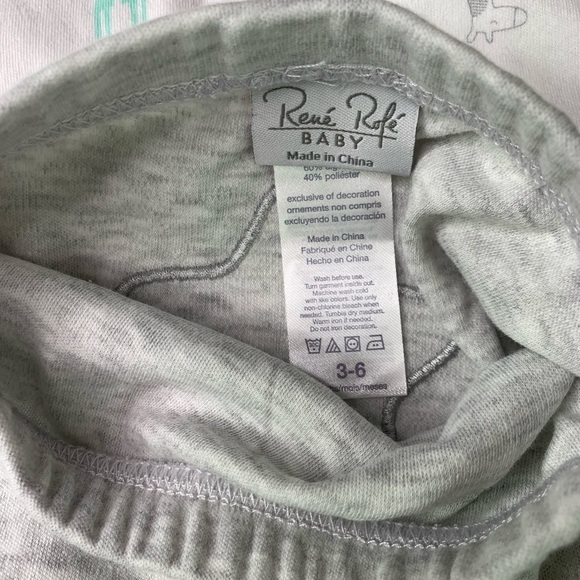 René Rofé
BABY
Made in China
40% poliéster
exclusive of decoration
ornements non compris
excluyendo la decoración
Made in China
Fabriqué en Chine
Hecho en China
Wash before use.
Turn garment inside out.
Machine wash cold
with like colors. Use only
non-chlorine bleach when
needed. Tumble dry medium.
Warm iron if needed.
Do not iron decoration.
3-6
/mois/meses